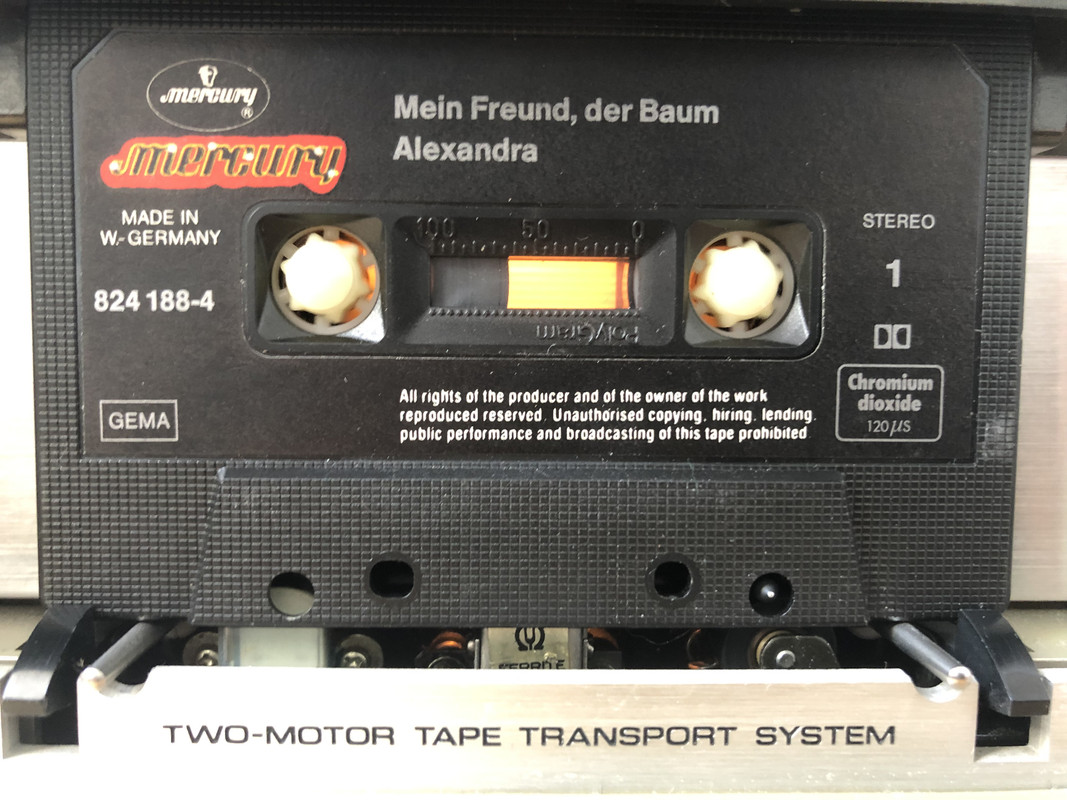 mercury
®
mercury
Mein Freund, der Baum
Alexandra
MADE IN
W.-GERMANY
824 188-4
GEMA
100 50 0
PolyGram
STEREO
1
Chromium
dioxide
120 µS
All rights of the producer and of the owner of the work
reproduced reserved. Unauthorised copying, hiring, lending,
public performance and broadcasting of this tape prohibited
TWO-MOTOR TAPE TRANSPORT SYSTEM